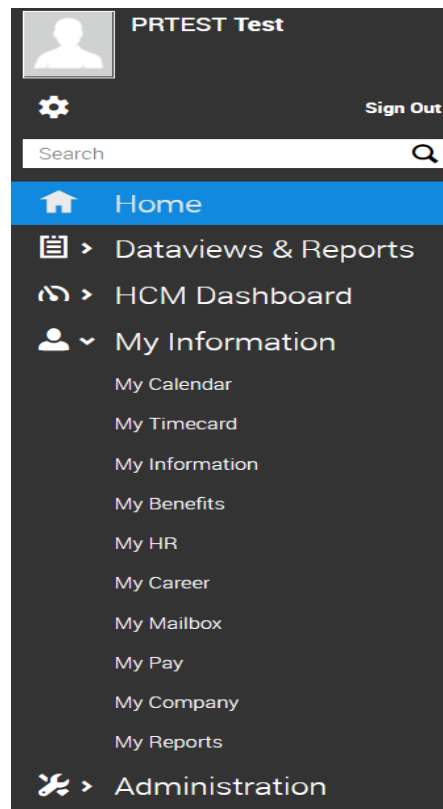 PRTEST Test
Sign Out
Search
Home
Dataviews & Reports
HCM Dashboard
My Information
My Calendar
My Timecard
My Information
My Benefits
My HR
My Career
My Mailbox
My Pay
My Company
My Reports
Administration